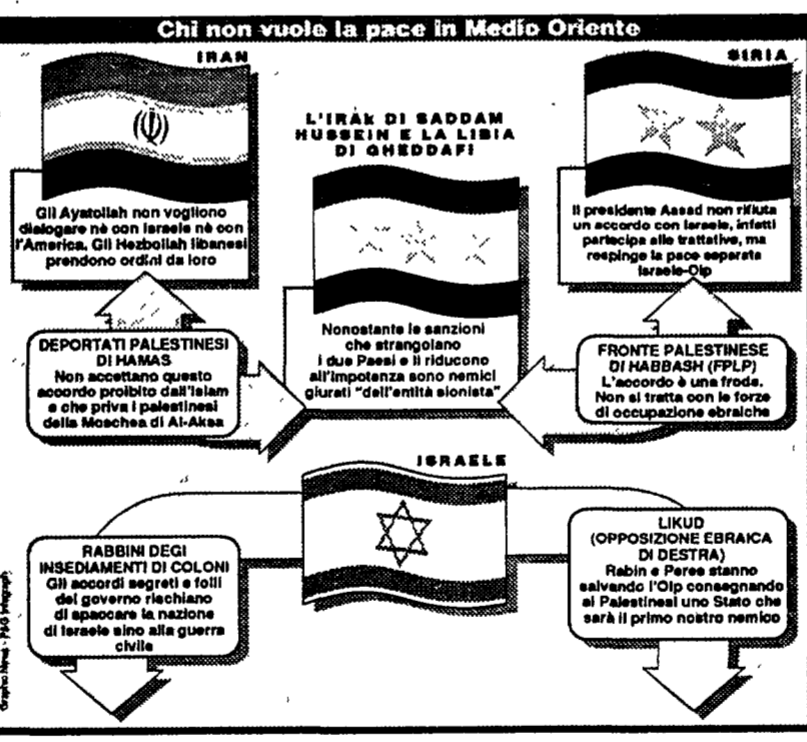 Chi non vuole la pace in Medio Oriente
IRAN
Gli Ayatollah non vogliono
dialogare nè con Israele nè con
l'America. Gli Hezbollah libanesi
prendono ordini da loro
L'IRAK DI SADDAM
HUSSEIN E LA LIBIA
DI GHEDDAFI
Nonostante le sanzioni
che strangolano
i due Paesi e li riducono
all'impotenza sono nemici
giurati "dell'entità sionista"
SIRIA
Il presidente Assad non rifiuta
un accordo con Israele, infatti
partecipa alle trattative, ma
respinge la pace separata
Israele-Olp
DEPORTATI PALESTINESI
DI HAMAS
Non accettano questo
accordo proibito dall'Islam
e che priva i palestinesi
della Moschea di Al-Aksa
FRONTE PALESTINESE
DI HABBASH (FPLP)
L'accordo è una frode.
Non si tratta con le forze
di occupazione ebraiche
ISRAELE
RABBINI DEGI
INSEDIAMENTI DI COLONI
Gli accordi segreti e folli
del governo rischiano
di spaccare la nazione
di Israele sino alla guerra
civile
LIKUD
(OPPOSIZIONE EBRAICA
DI DESTRA)
Rabin e Peres stanno
salvando l'Olp consegnando
ai Palestinesi uno Stato che
sarà il primo nostro nemico
Graphic News - P&G Infograph